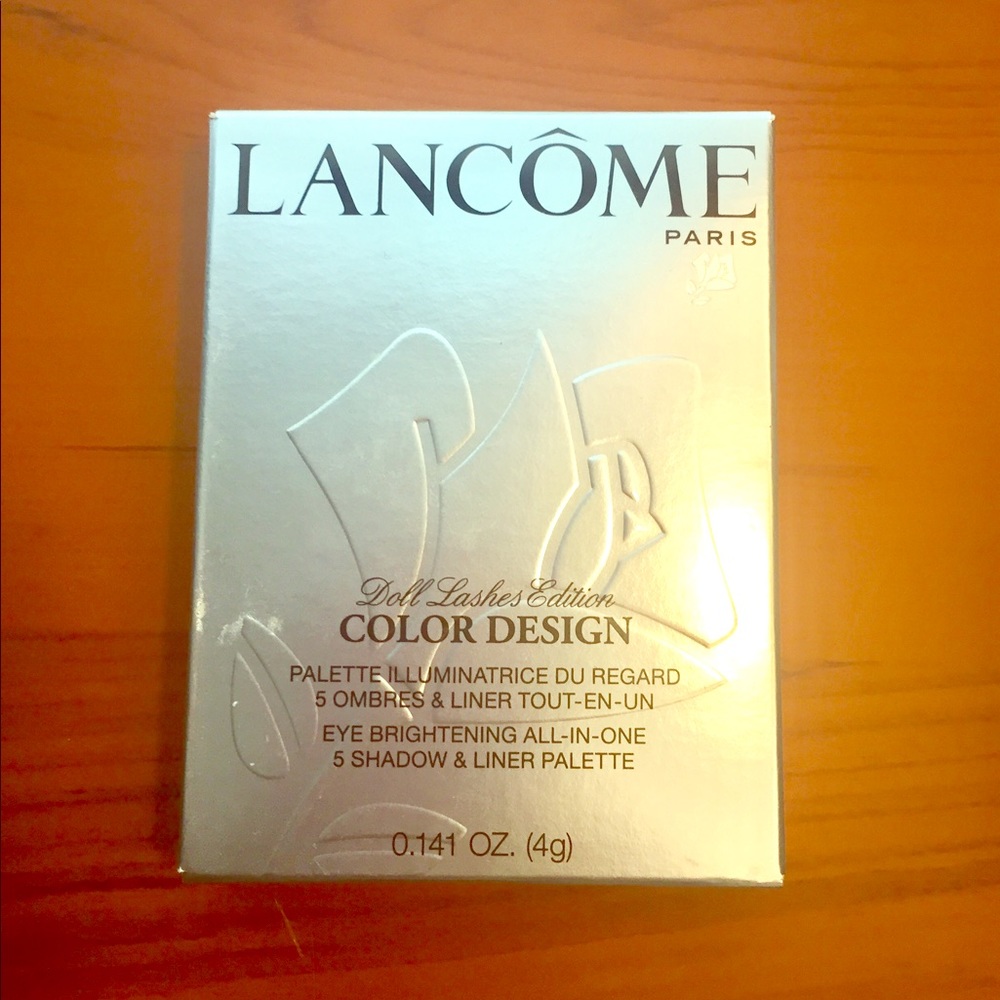 LANCÔME
PARIS
Doll Lashes Edition
COLOR DESIGN
PALETTE ILLUMINATRICE DU REGARD
5 OMBRES & LINER TOUT-EN-UN
EYE BRIGHTENING ALL-IN-ONE
5 SHADOW & LINER PALETTE
0.141 OZ. (4g)